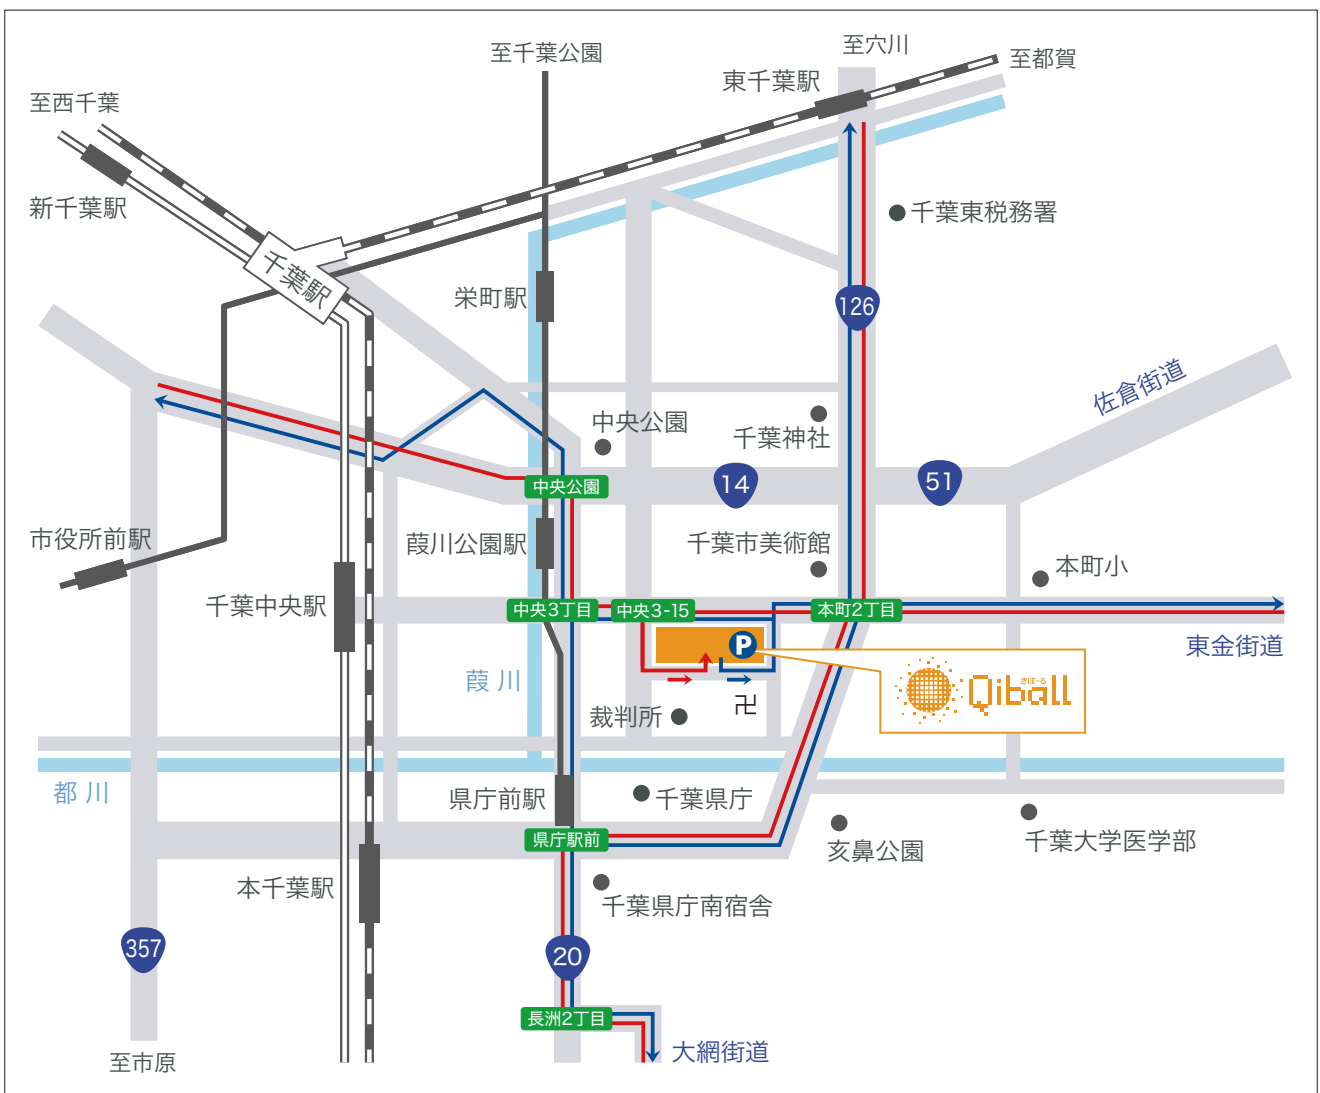 至千葉公園
至穴川
至都賀
東千葉駅
至西千葉
新千葉駅
千葉東税務署
千葉駅
栄町駅
126
佐倉街道
中央公園
千葉神社
中央公園
14
51
市役所前駅
葭川公園駅
千葉市美術館
本町小
千葉中央駅
中央3丁目
中央3-15
本町2丁目
東金街道
P
葭川
きぼーる
Qiball
卍
裁判所
都川
県庁前駅
千葉県庁
県庁駅前
亥鼻公園
千葉大学医学部
本千葉駅
千葉県庁南宿舎
357
20
長洲2丁目
大網街道
至市原